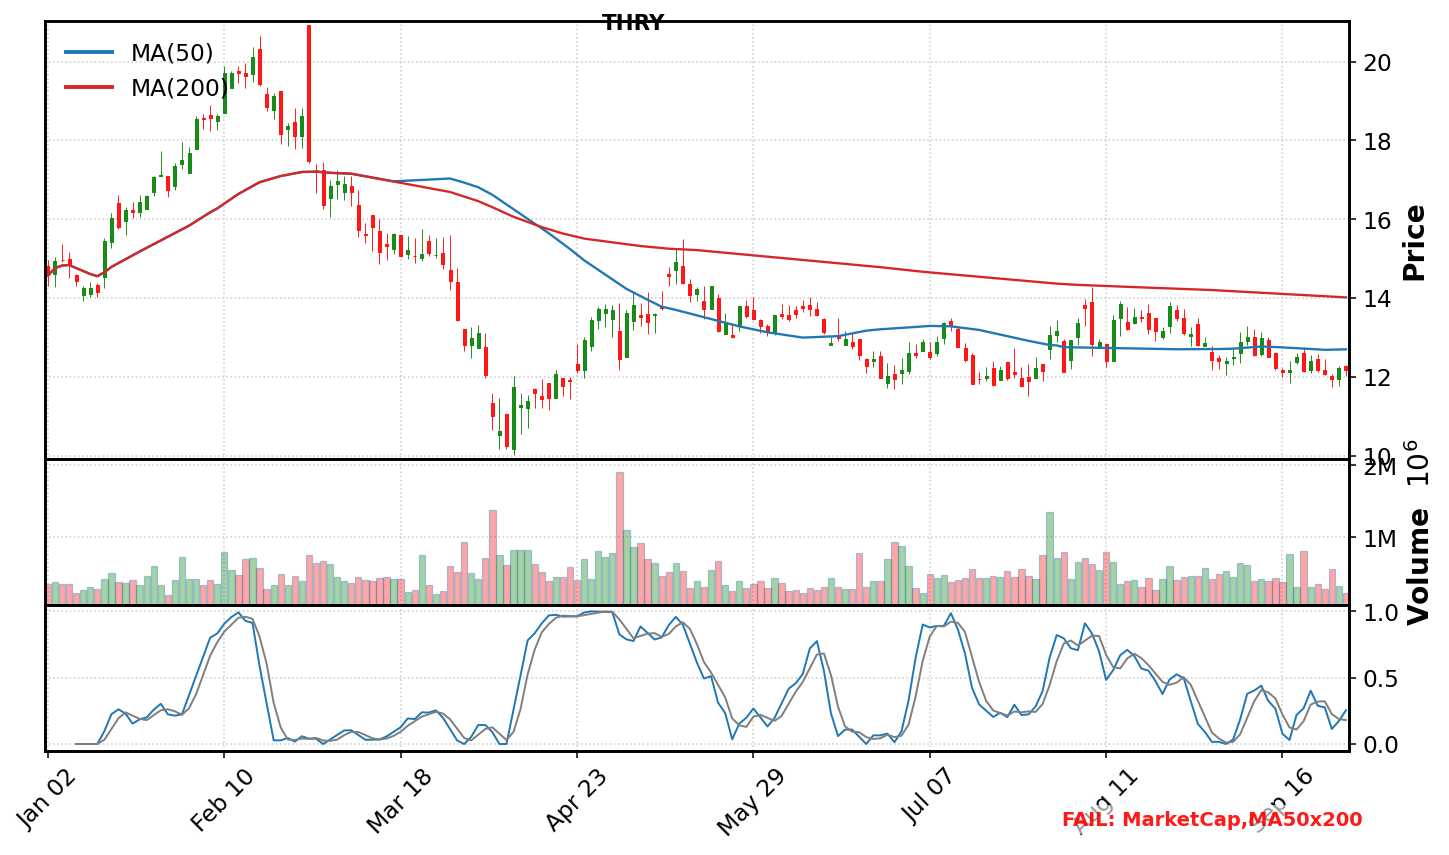 THRY
MA(50)
MA(200)
20
18
16
14
12
10
Price
2M
1M
Volume 10^6
1.0
0.5
0.0
Jan 02
Feb 10
Mar 18
Apr 23
May 29
Jul 07
Aug 11
Sep 16
FAIL: MarketCap,MA50x200